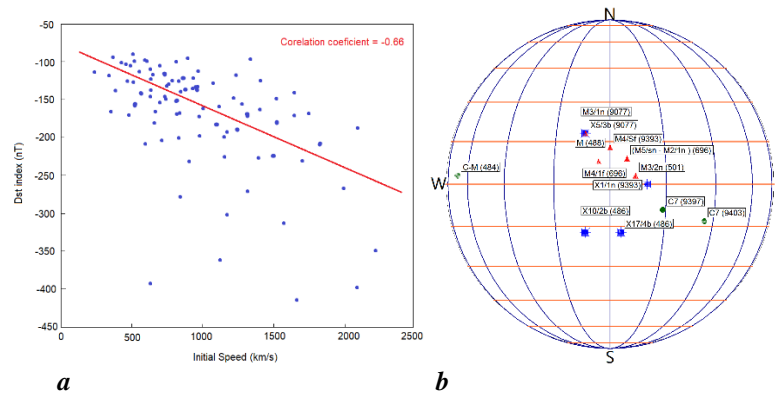 -50
-100
-150
-200
-250
-300
-350
-400
-450
Dst index (nT)
Corelation coeficient = -0.66
0
500
1000
1500
2000
2500
Initial Speed (km/s)
a
N
M3/1n (9077)
X5/3b (9077)
M4/Sf (9393)
M (488)
(M5/sn - M2/1n ) (696)
C-M (484)
M3/2n (501)
W
M4/1f (696)
X1/1n (9393)
E
C7 (9397)
X10/2b (486)
C7 (9403)
X17/4b (486)
S
b